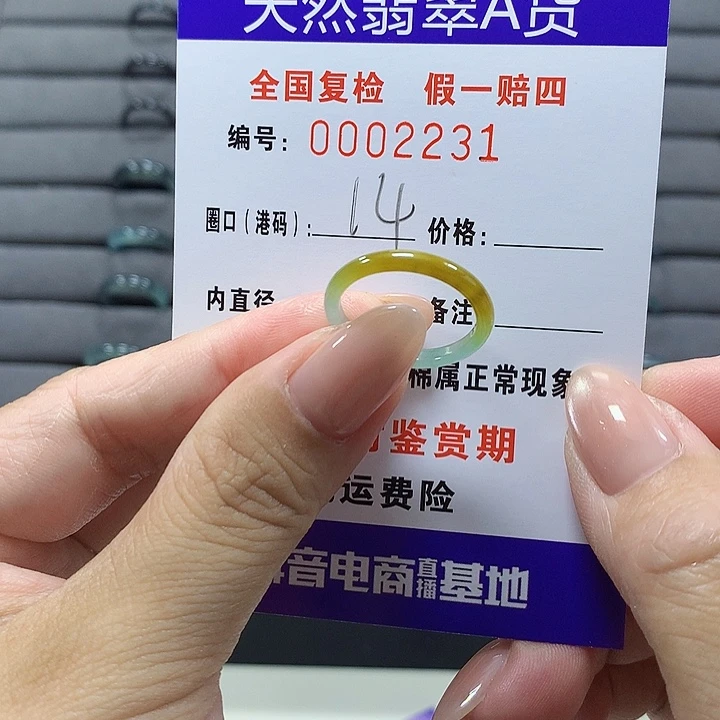 天然翡翠A货
全国复检 假一赔四
编号: 0002231
圈口(港码): 14 价格:
内直径 备注
棉属正常现象
鉴赏期
运费险
音电商直播基地